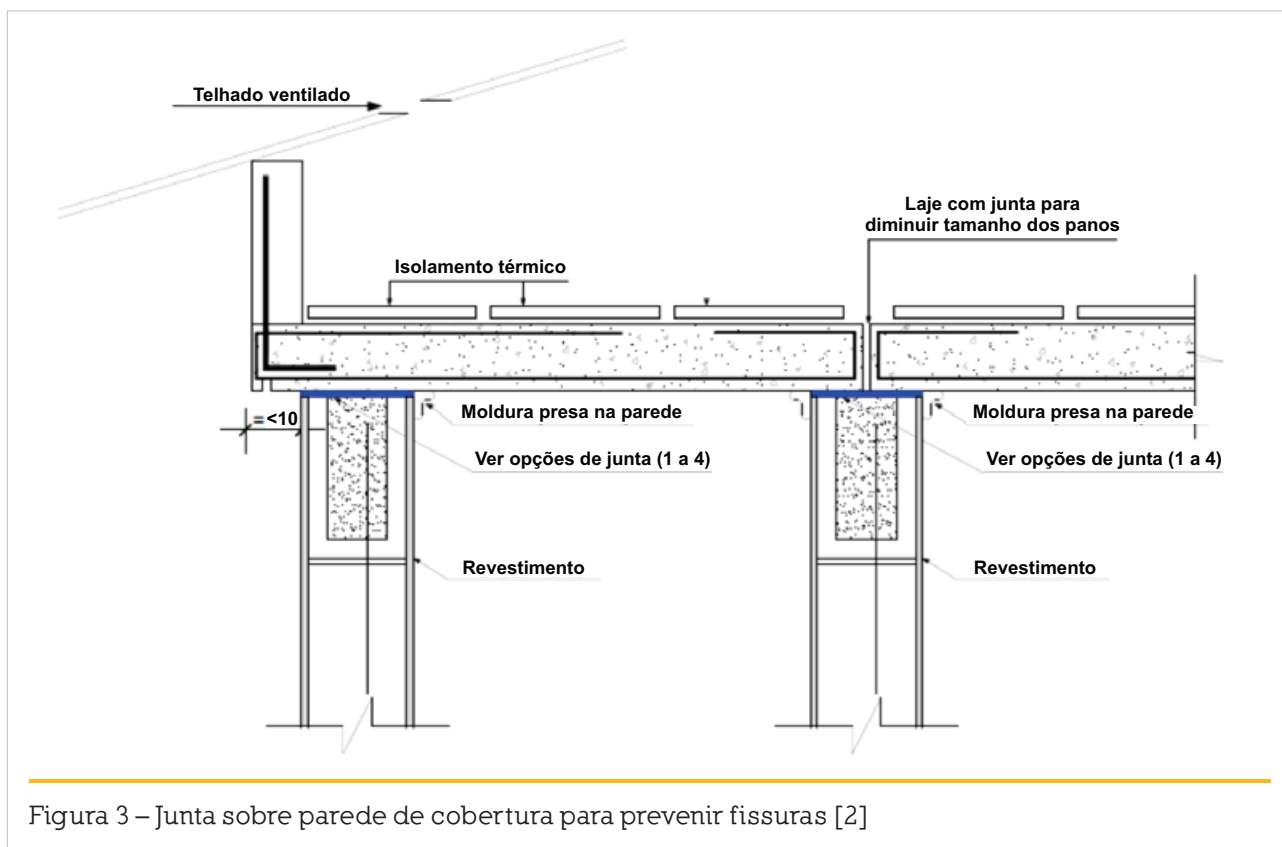 Telhado ventilado
Laje com junta para
diminuir tamanho dos panos
Isolamento térmico
Moldura presa na parede
Moldura presa na parede
=<10
Ver opções de junta (1 a 4)
Ver opções de junta (1 a 4)
Revestimento
Revestimento
Figura 3 – Junta sobre parede de cobertura para prevenir fissuras [2]